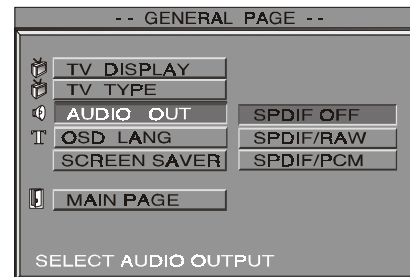 -- GENERAL PAGE --
TV DISPLAY
TV TYPE
AUDIO OUT SPDIF OFF
OSD LANG SPDIF/RAW
SCREEN SAVER SPDIF/PCM
MAIN PAGE
SELECT AUDIO OUTPUT